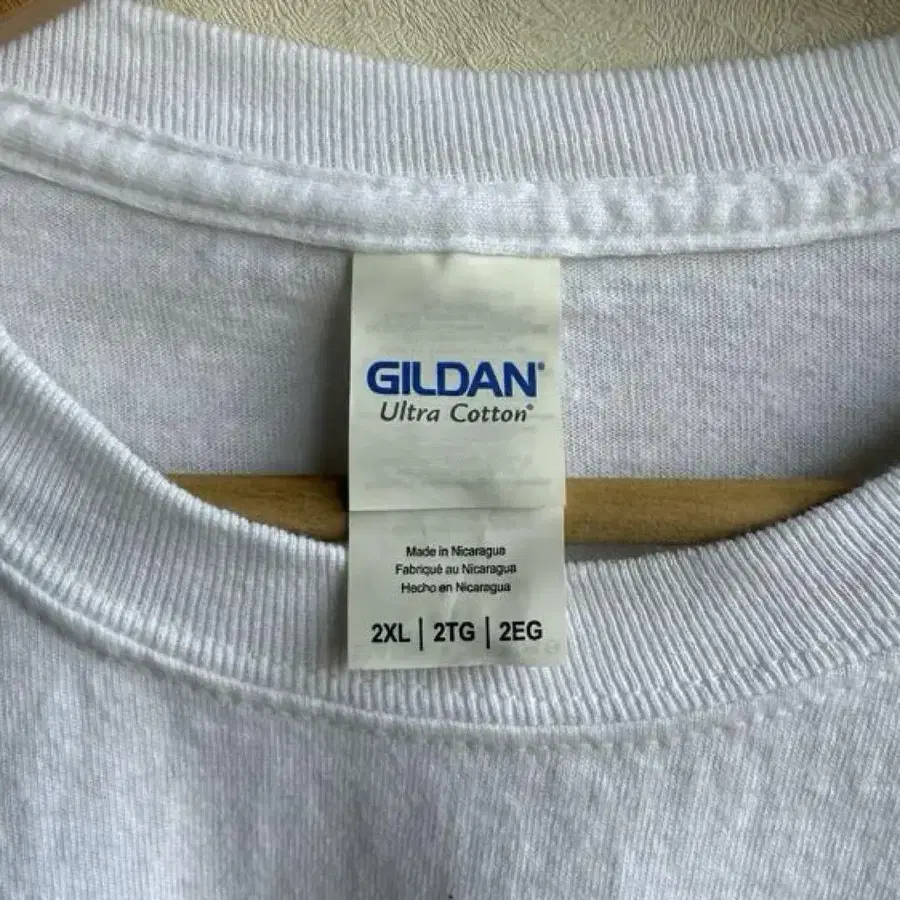 GILDAN®
Ultra Cotton®
Made in Nicaragua
Fabriqué au Nicaragua
Hecho en Nicaragua
2XL | 2TG | 2EG